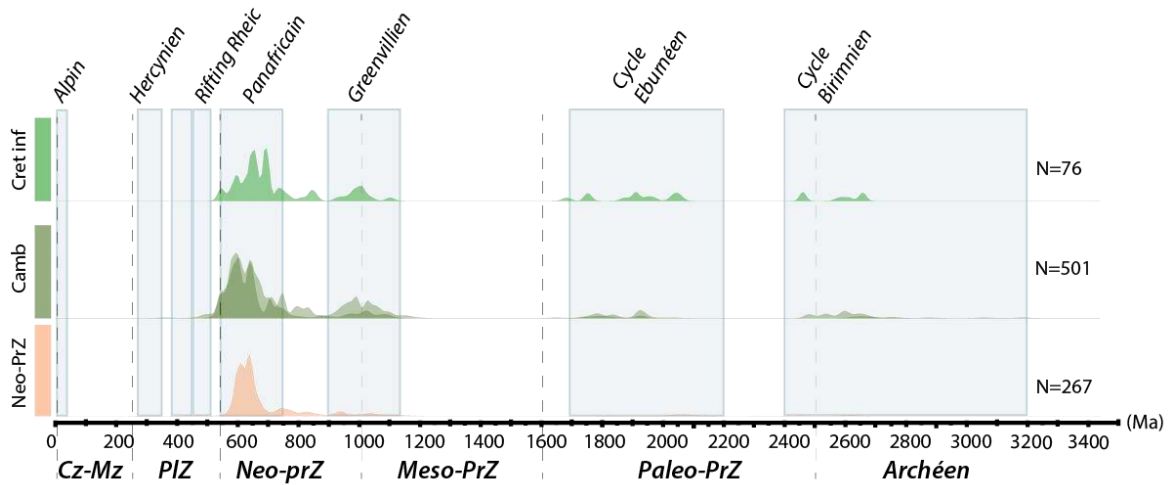 Alpin
Hercynien
Rifting Rheic
Panafricain
Greenvillien
Cycle
Eburnéen
Cycle
Birimnien
Cret inf
N=76
Camb
N=501
Neo-PrZ
N=267
0 200 400 600 800 1000 1200 1400 1600 1800 2000 2200 2400 2600 2800 3000 3200 3400 (Ma)
Cz-Mz PlZ Neo-prZ Meso-PrZ Paleo-PrZ Archéen